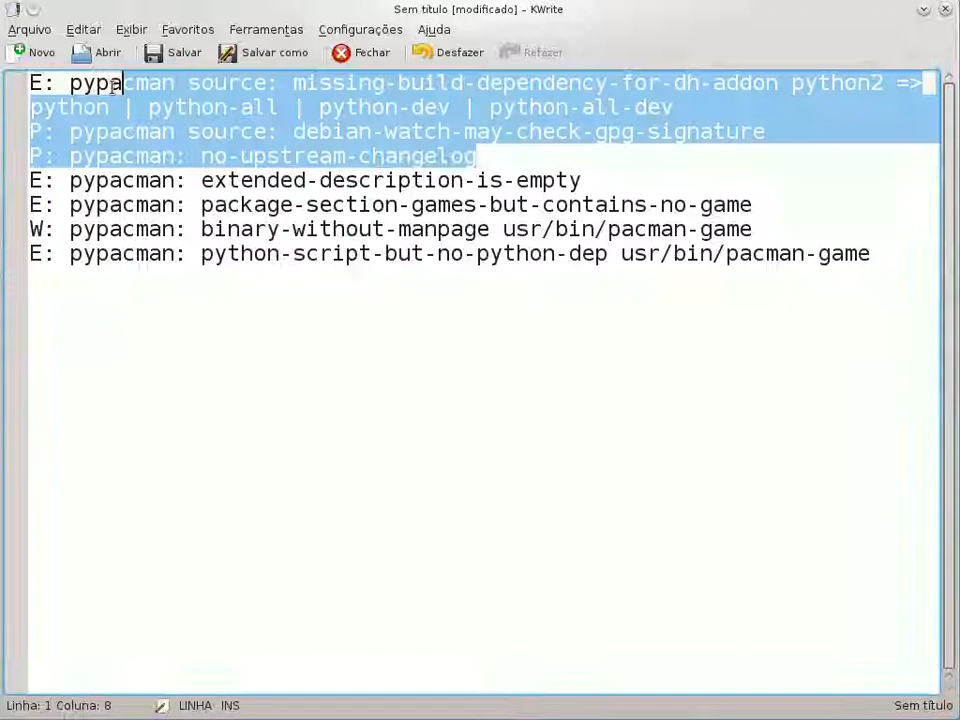 Sem título [modificado] - KWrite
Arquivo Editar Exibir Favoritos Ferramentas Configurações Ajuda
Novo Abrir Salvar Salvar como Fechar Desfazer Refazer
E: pypacman source: missing-build-dependency-for-dh-addon python2 =>
python | python-all | python-dev | python-all-dev
P: pypacman source: debian-watch-may-check-gpg-signature
P: pypacman: no-upstream-changelog
E: pypacman: extended-description-is-empty
E: pypacman: package-section-games-but-contains-no-game
W: pypacman: binary-without-manpage usr/bin/pacman-game
E: pypacman: python-script-but-no-python-dep usr/bin/pacman-game
Linha: 1 Coluna: 8 LINHA INS Sem título